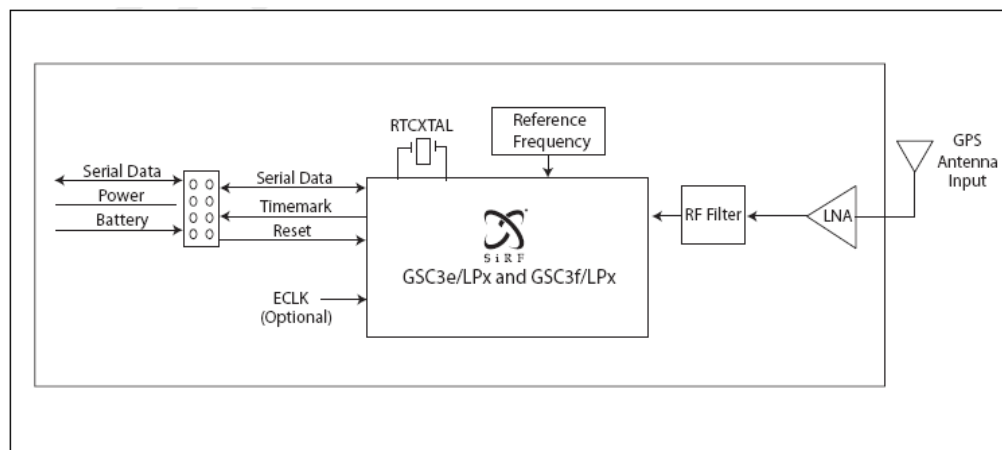 RTCXTAL
Reference
Frequency
GPS
Antenna
Input
Serial Data
Power
Battery
Serial Data
Timemark
Reset
ECLK
(Optional)
SiRF
GSC3e/LPx and GSC3f/LPx
RF Filter
LNA